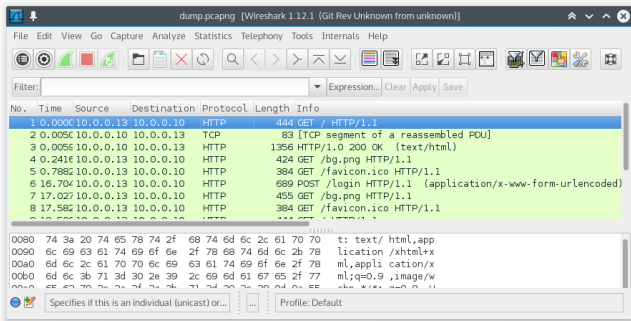 dump.pcapng [Wireshark 1.12.1 (Git Rev Unknown from unknown)]
File Edit View Go Capture Analyze Statistics Telephony Tools Internals Help
Filter: Expression... Clear Apply Save
No. Time Source Destination Protocol Length Info
1 0.000( 10.0.0.13 10.0.0.10 HTTP 444 GET / HTTP/1.1
2 0.005( 10.0.0.10 10.0.0.13 TCP 83 [TCP segment of a reassembled PDU]
3 0.005( 10.0.0.10 10.0.0.13 HTTP 1356 HTTP/1.0 200 OK (text/html)
4 0.241( 10.0.0.13 10.0.0.10 HTTP 424 GET /bg.png HTTP/1.1
5 0.788( 10.0.0.13 10.0.0.10 HTTP 384 GET /favicon.ico HTTP/1.1
6 16.704 10.0.0.13 10.0.0.10 HTTP 689 POST /login HTTP/1.1 (application/x-www-form-urlencoded)
7 17.027 10.0.0.13 10.0.0.10 HTTP 455 GET /bg.png HTTP/1.1
8 17.582 10.0.0.13 10.0.0.10 HTTP 384 GET /favicon.ico HTTP/1.1
0080 74 3a 20 74 65 78 74 2f 68 74 6d 6c 2c 61 70 70 t: text/ html,app
0090 6c 69 63 61 74 69 6f 6e 2f 78 68 74 6d 6c 2b 78 lication /xhtml+x
00a0 6d 6c 2c 61 70 70 6c 69 63 61 74 69 6f 6e 2f 78 ml,appli cation/x
00b0 6d 6c 3b 71 3d 30 2e 39 2c 69 6d 61 67 65 2f 77 ml;q=0.9 ,image/w
Specifies if this is an individual (unicast) or... ... Profile: Default